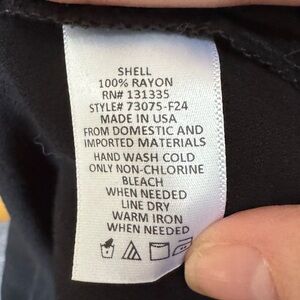 SHELL
100% RAYON
RN# 131335
STYLE# 73075-F24
MADE IN USA
FROM DOMESTIC AND
IMPORTED MATERIALS
HAND WASH COLD
ONLY NON-CHLORINE
BLEACH
WHEN NEEDED
LINE DRY
WARM IRON
WHEN NEEDED